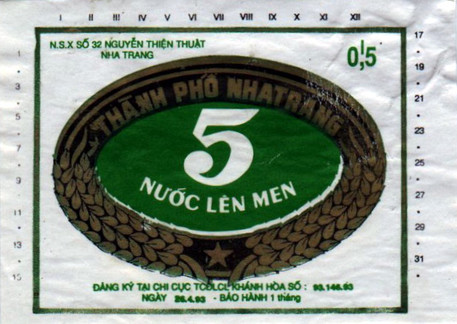 I II III IV V VI VII VIII IX X XI XII
N.S.X SỐ 32 NGUYỄN THIỆN THUẬT
NHA TRANG
0,5
THÀNH PHỐ NHATRANG
5
NƯỚC LÊN MEN
ĐĂNG KÝ TẠI CHI CỤC TCĐLCL KHÁNH HÒA SỐ : 93.146.93
NGÀY 26.4.93 - BẢO HÀNH 1 tháng
1
3
5
7
9
11
13
15
17
19
21
23
25
27
29
31